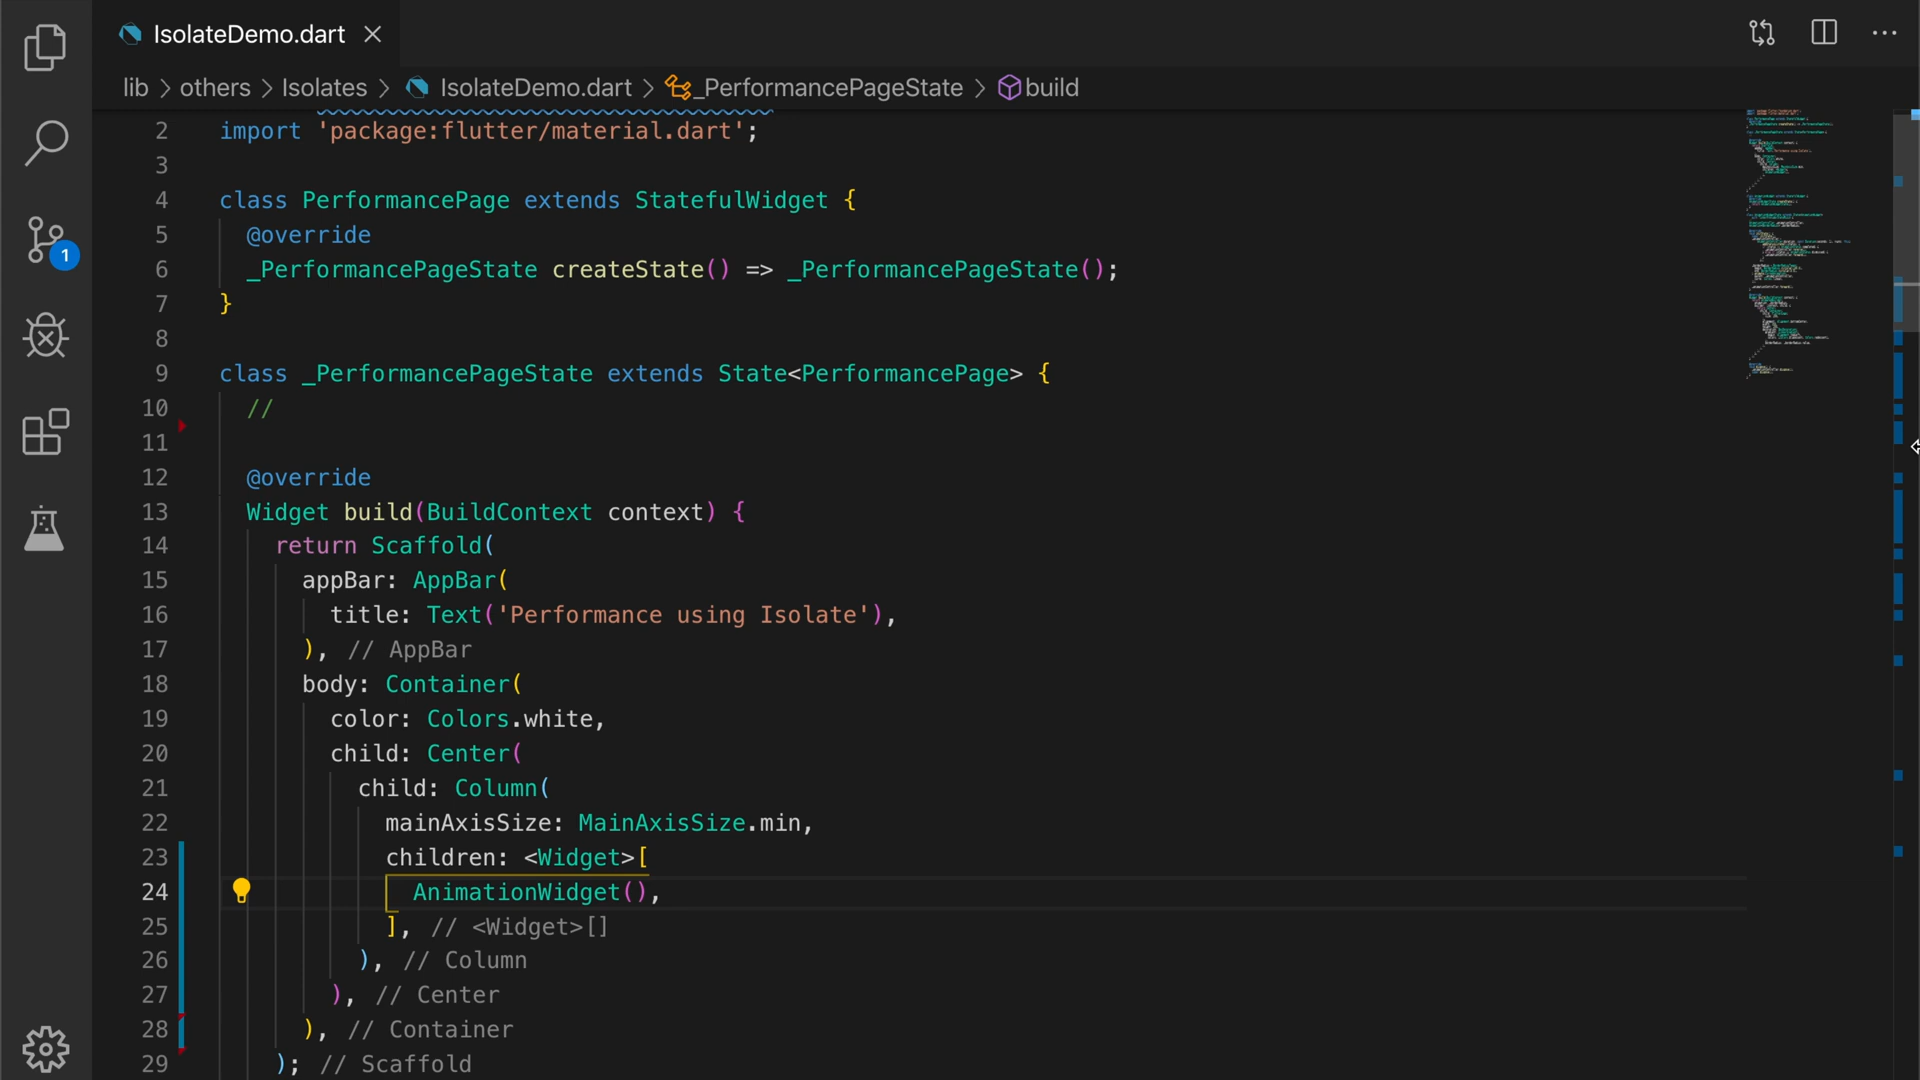 IsolateDemo.dart
lib > others > Isolates > IsolateDemo.dart > _PerformancePageState > build
2 import 'package:flutter/material.dart';
3
4 class PerformancePage extends StatefulWidget {
5 @override
6 _PerformancePageState createState() => _PerformancePageState();
7 }
8
9 class _PerformancePageState extends State<PerformancePage> {
10 //
11
12 @override
13 Widget build(BuildContext context) {
14 return Scaffold(
15 appBar: AppBar(
16 title: Text('Performance using Isolate'),
17 ), // AppBar
18 body: Container(
19 color: Colors.white,
20 child: Center(
21 child: Column(
22 mainAxisSize: MainAxisSize.min,
23 children: <Widget>[
24 AnimationWidget(),
25 ], // <Widget>[]
26 ), // Column
27 ), // Center
28 ), // Container
29 ); // Scaffold
1